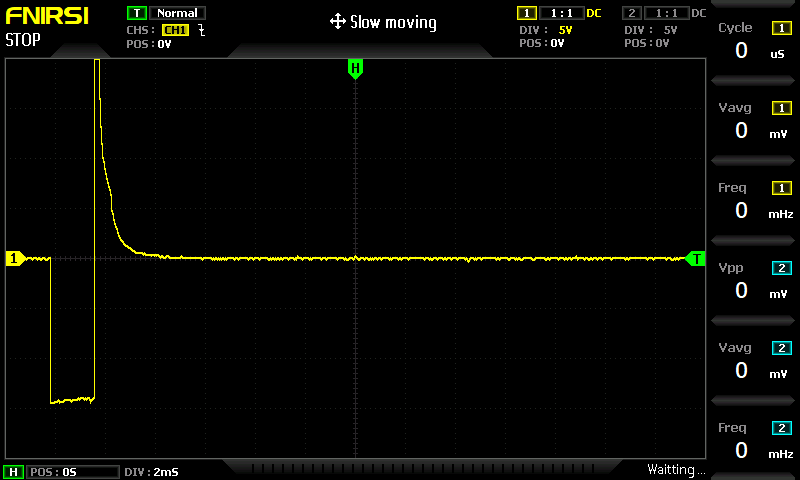 FNIRSI
STOP
T Normal
CHS: CH1
POS: 0V
Slow moving
1 1:1 DC
DIV: 5V
POS: 0V
2 1:1 DC
DIV: 5V
POS: 0V
H
1
T
Cycle 1
0 uS
Vavg 1
0 mV
Freq 1
0 mHz
Vpp 2
0 mV
Vavg 2
0 mV
Freq 2
0 mHz
H POS: 0S DIV: 2mS
Waitting...